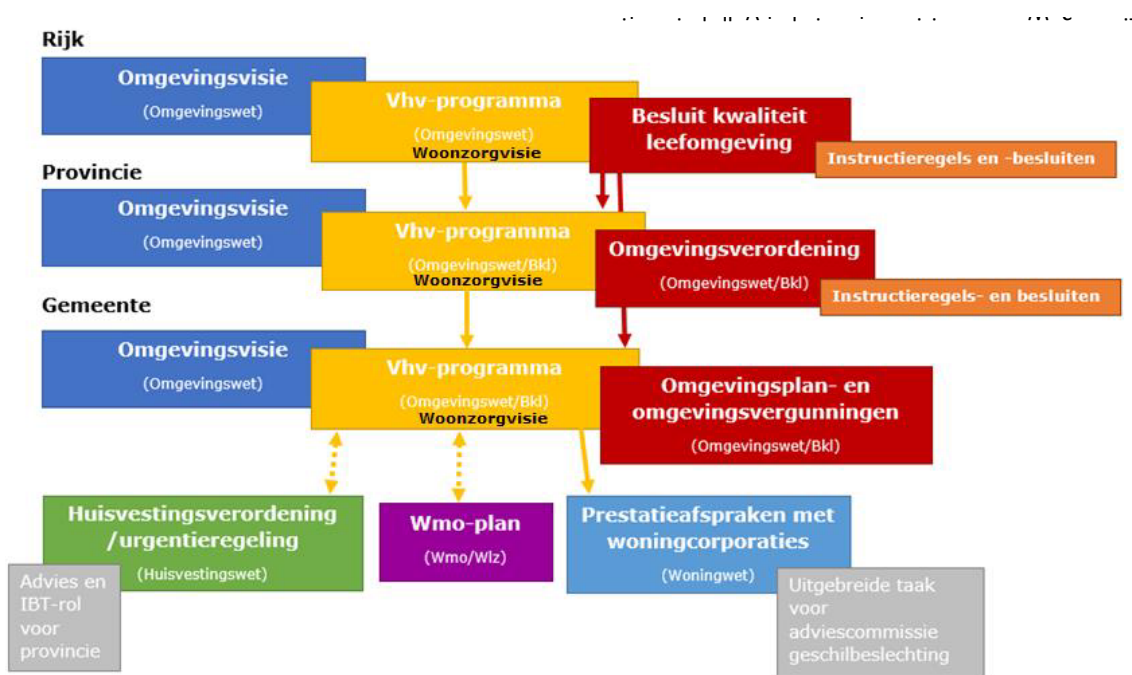 Rijk
Omgevingsvisie
(Omgevingswet)
Vhv-programma
(Omgevingswet)
Woonzorgvisie
Besluit kwaliteit
leefomgeving
Instructieregels en -besluiten
Provincie
Omgevingsvisie
(Omgevingswet)
Vhv-programma
(Omgevingswet/Bkl)
Woonzorgvisie
Omgevingsverordening
(Omgevingswet/Bkl)
Instructieregels- en besluiten
Gemeente
Omgevingsvisie
(Omgevingswet)
Vhv-programma
(Omgevingswet/Bkl)
Woonzorgvisie
Omgevingsplan- en
omgevingsvergunningen
(Omgevingswet/Bkl)
Huisvestingsverordening
/urgentieregeling
(Huisvestingswet)
Advies en
IBT-rol
voor
provincie
Wmo-plan
(Wmo/Wlz)
Prestatieafspraken met
woningcorporaties
(Woningwet)
Uitgebreide taak
voor
adviescommissie
geschilbeslechting